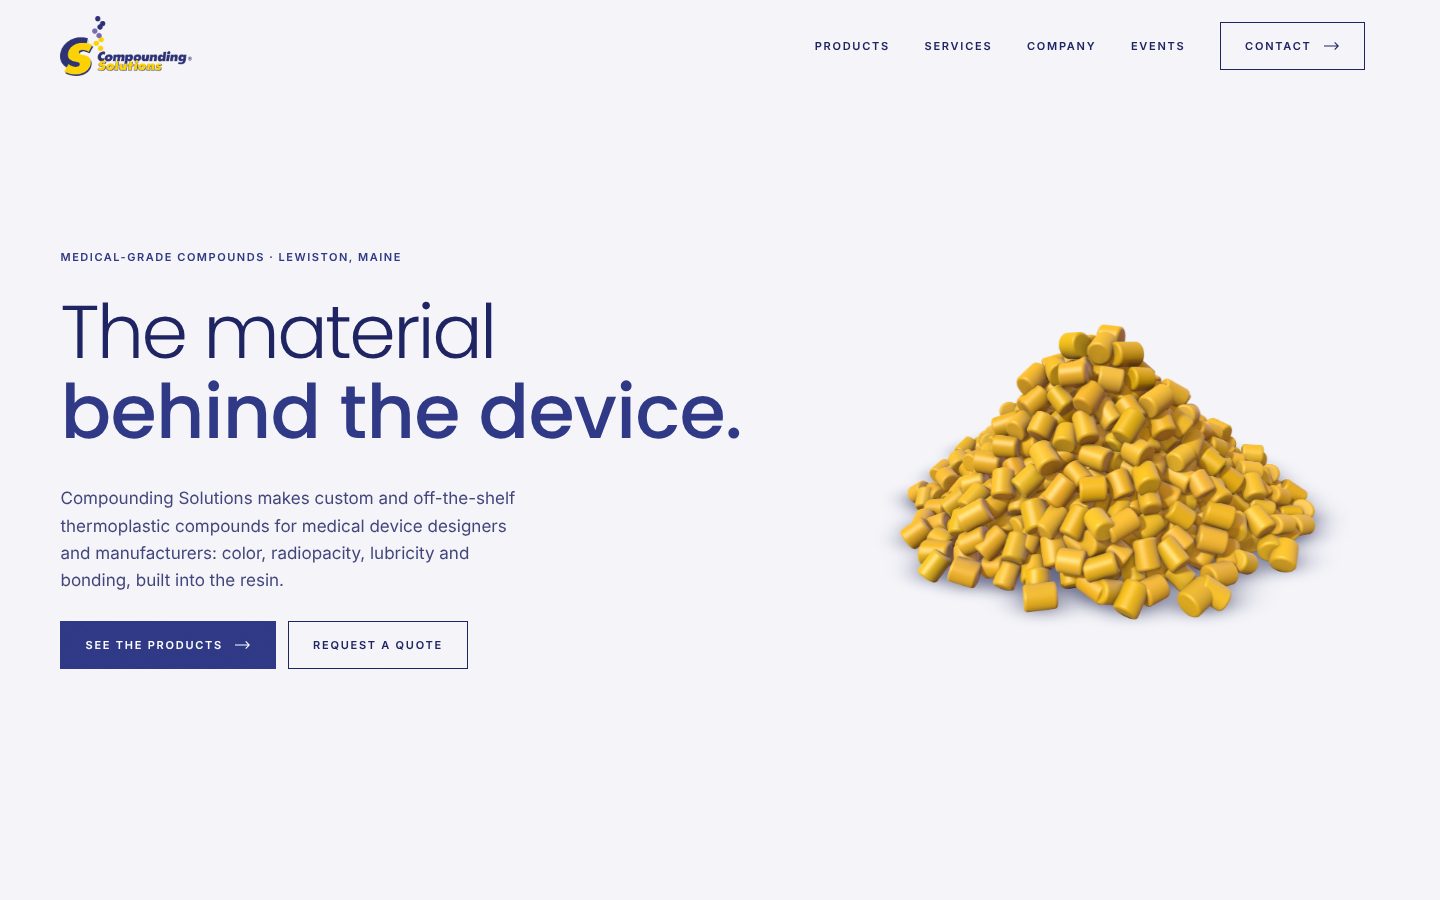 Compounding®
Solutions
PRODUCTS
SERVICES
COMPANY
EVENTS
CONTACT
MEDICAL-GRADE COMPOUNDS · LEWISTON, MAINE
The material
behind the device.
Compounding Solutions makes custom and off-the-shelf
thermoplastic compounds for medical device designers
and manufacturers: color, radiopacity, lubricity and
bonding, built into the resin.
SEE THE PRODUCTS
REQUEST A QUOTE